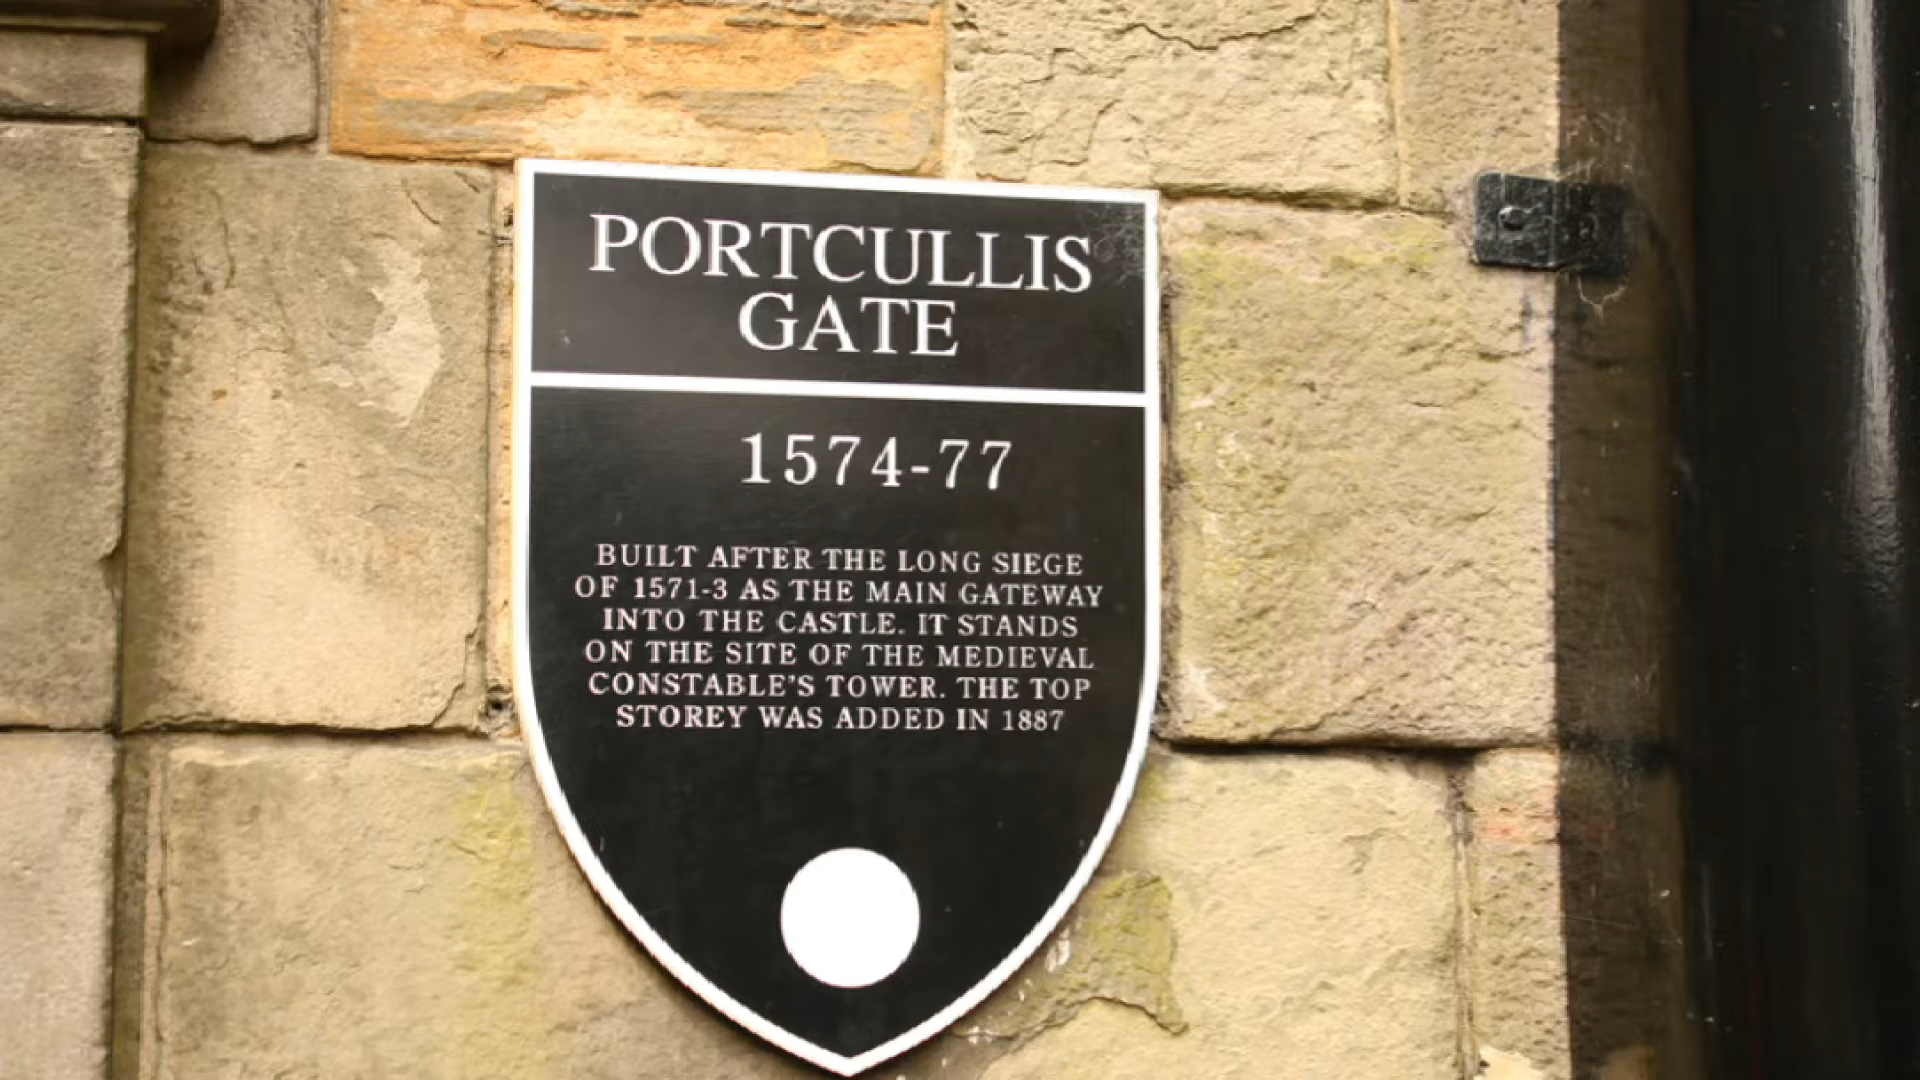 PORTCULLIS
GATE
1574-77
BUILT AFTER THE LONG SIEGE
OF 1571-3 AS THE MAIN GATEWAY
INTO THE CASTLE. IT STANDS
ON THE SITE OF THE MEDIEVAL
CONSTABLE'S TOWER. THE TOP
STOREY WAS ADDED IN 1887